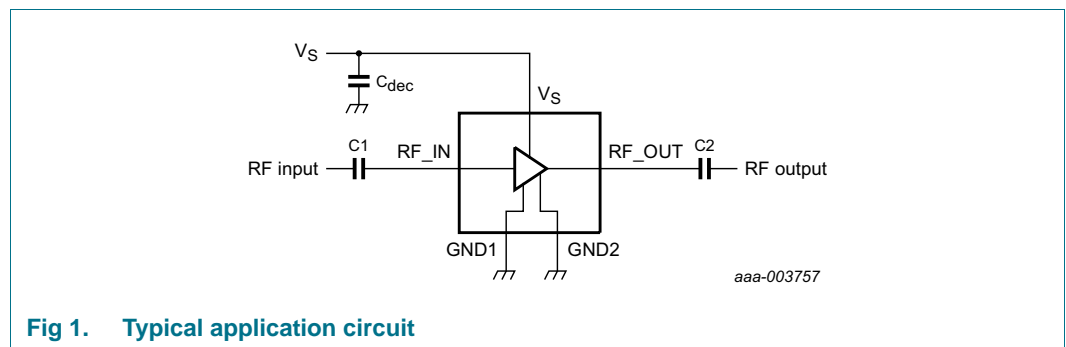 VS
Cdec
VS
C1
RF_IN
RF_OUT
C2
RF input
RF output
GND1
GND2
aaa-003757
Fig 1. Typical application circuit